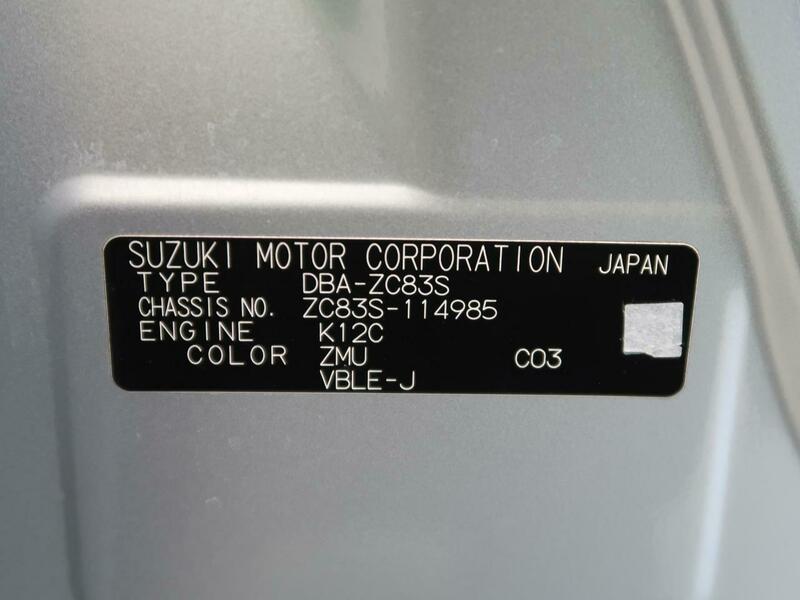 SUZUKI MOTOR CORPORATION JAPAN
TYPE DBA-ZC83S
CHASSIS NO. ZC83S-114985
ENGINE K12C
COLOR ZMU C03
VBLE-J